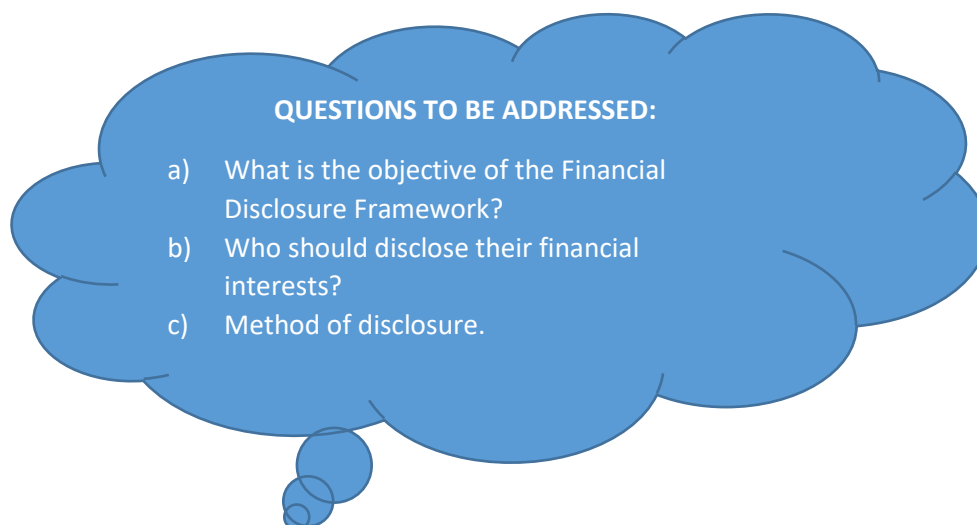 QUESTIONS TO BE ADDRESSED:
a) What is the objective of the Financial
Disclosure Framework?
b) Who should disclose their financial
interests?
c) Method of disclosure.